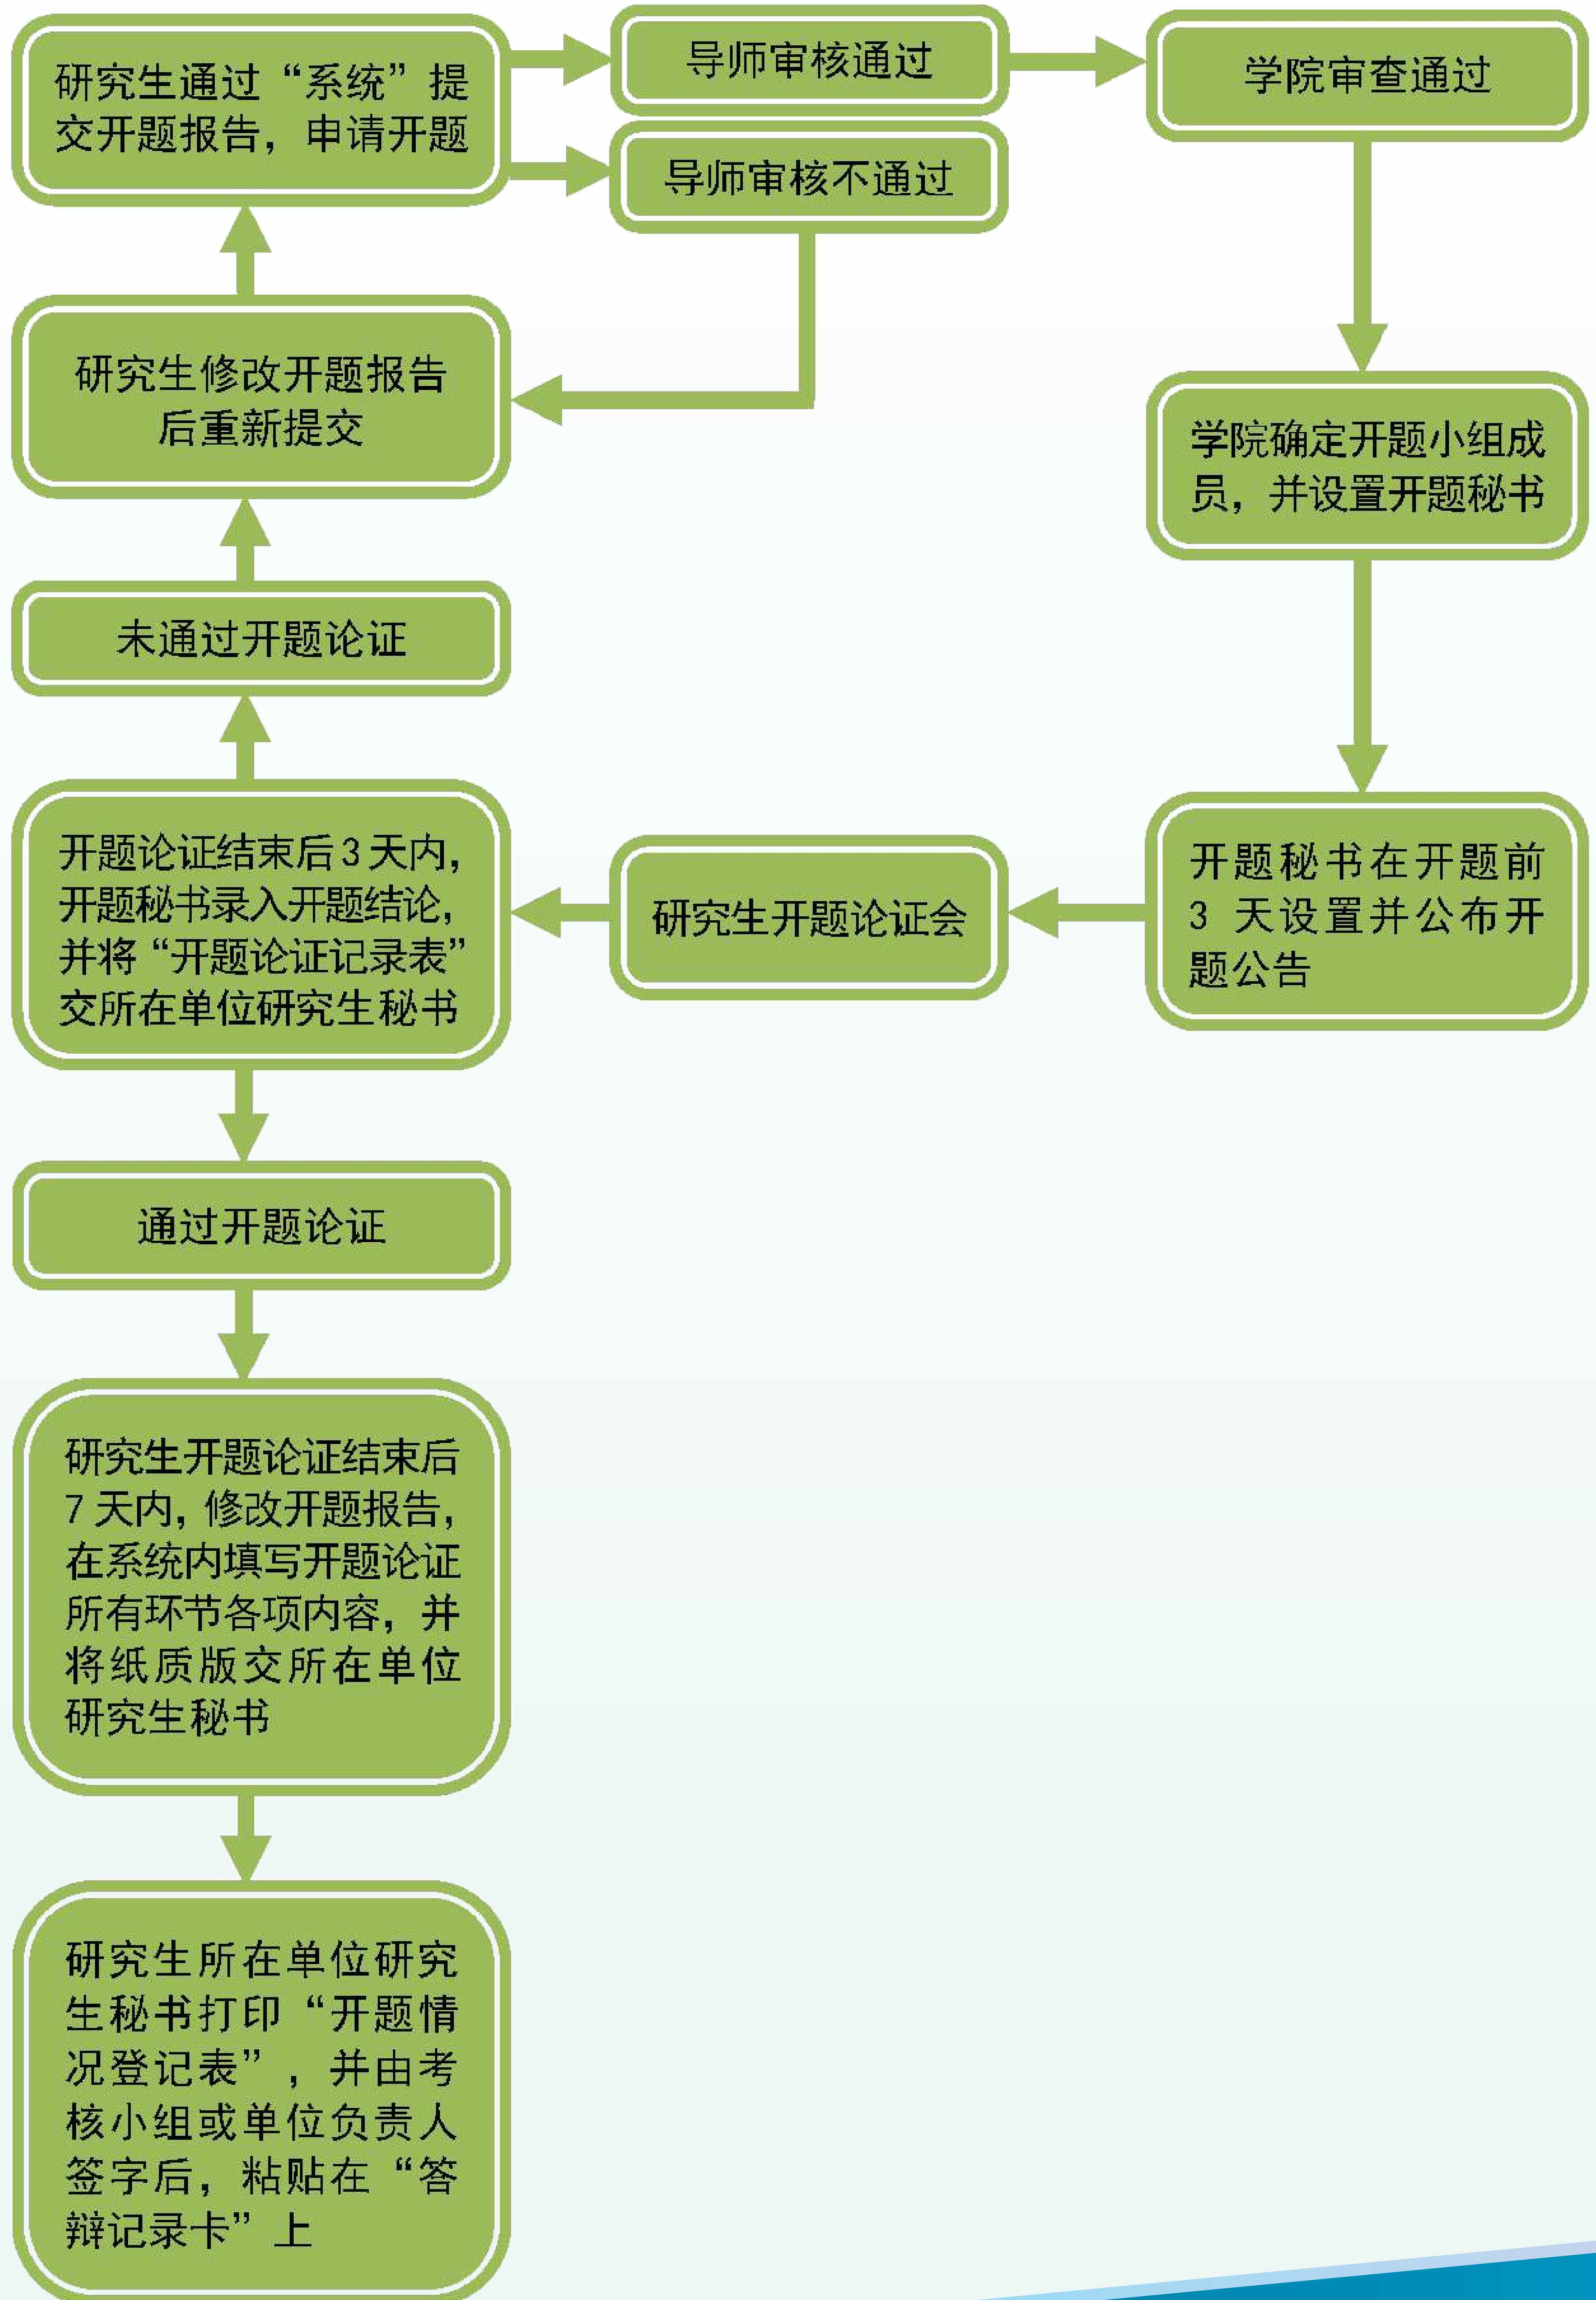 研究生通过“系统”提
交开题报告，申请开题
导师审核通过
学院审查通过
导师审核不通过
研究生修改开题报告
后重新提交
学院确定开题小组成
员，并设置开题秘书
未通过开题论证
开题论证结束后3天内，
开题秘书录入开题结论，
并将“开题论证记录表”
交所在单位研究生秘书
研究生开题论证会
开题秘书在开题前
3 天设置并公布开
题公告
通过开题论证
研究生开题论证结束后
7天内，修改开题报告，
在系统内填写开题论证
所有环节各项内容，并
将纸质版交所在单位
研究生秘书
研究生所在单位研究
生秘书打印“开题情
况登记表”，并由考
核小组或单位负责人
签字后，粘贴在“答
辩记录卡”上